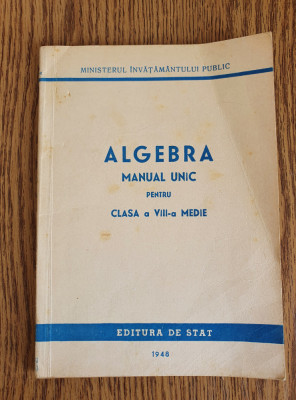 MINISTERUL ÎNVĂȚĂMÂNTULUI PUBLIC
ALGEBRA
MANUAL UNIC
PENTRU
CLASA a VIII-a MEDIE
EDITURA DE STAT
1948